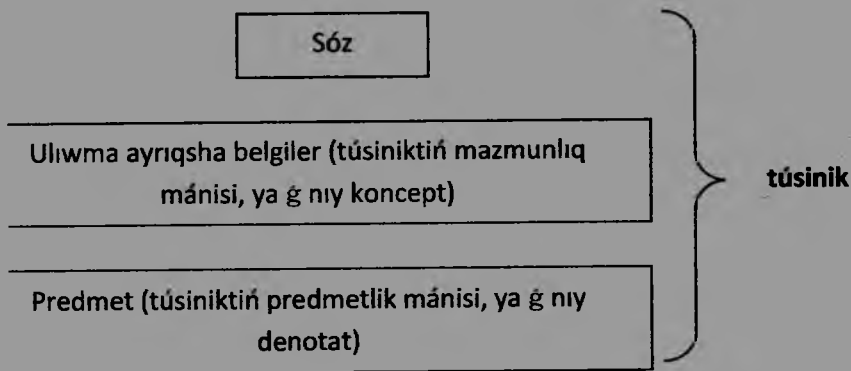 Sóz
Ulıwma ayrıqsha belgiler (túsiniktiń mazmunlıq
mánisi, ya ǵ nıy koncept)
túsinik
Predmet (túsiniktiń predmetlik mánisi, ya ǵ nıy
denotat)